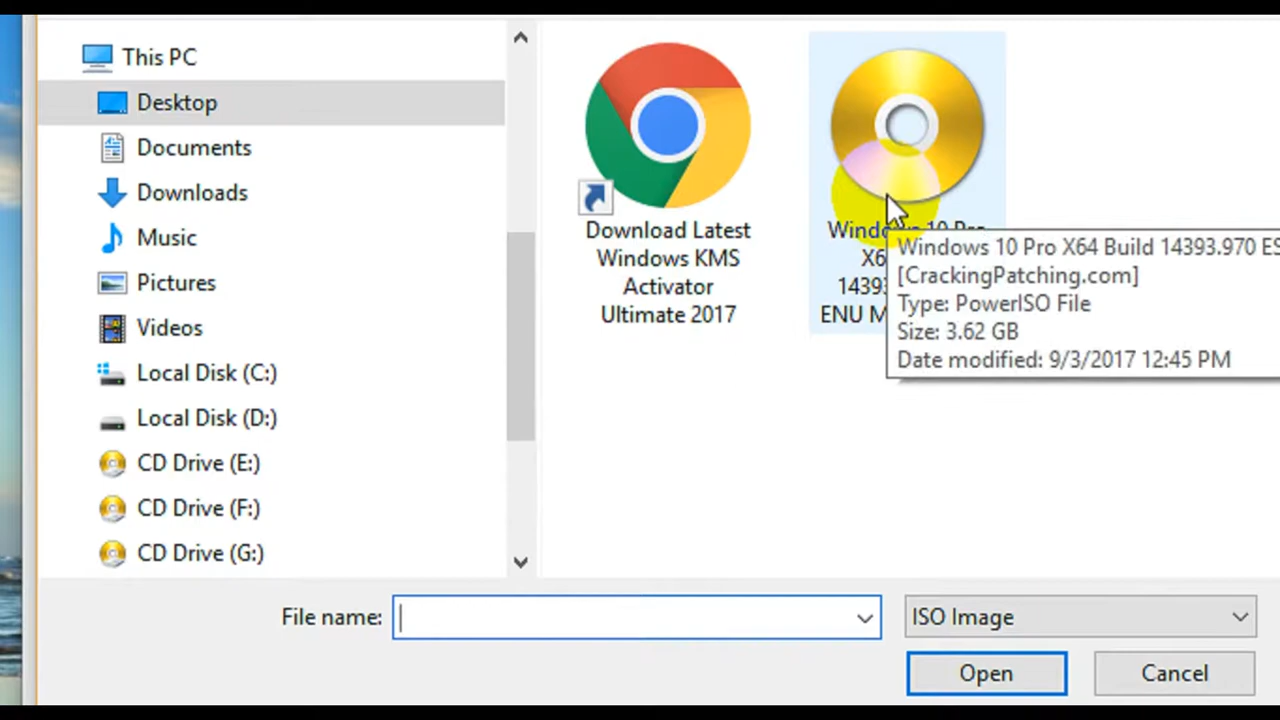 This PC
Desktop
Documents
Downloads
Music
Pictures
Videos
Local Disk (C:)
Local Disk (D:)
CD Drive (E:)
CD Drive (F:)
CD Drive (G:)
Download Latest
Windows KMS
Activator
Ultimate 2017
Windows 10 Pro
X6
1439
ENU M
Windows 10 Pro X64 Build 14393.970 ES
[CrackingPatching.com]
Type: PowerISO File
Size: 3.62 GB
Date modified: 9/3/2017 12:45 PM
File name:
ISO Image
Open
Cancel